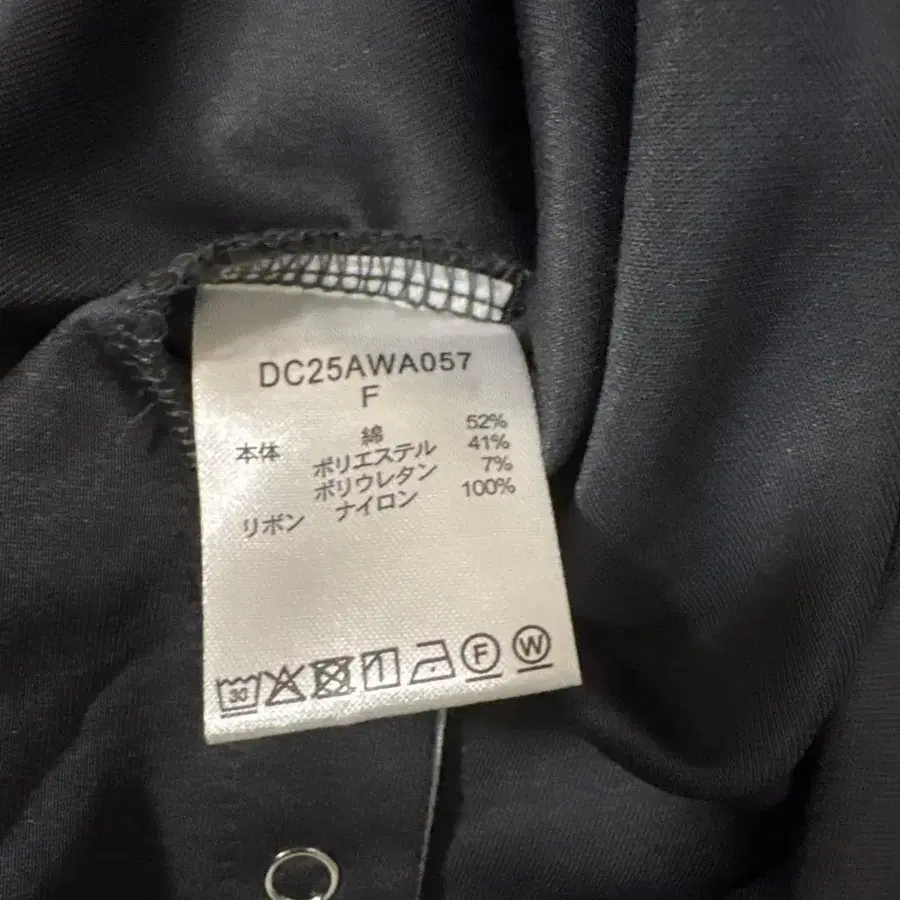 DC25AWA057
F
本体 綿 52%
ポリエステル 41%
ポリウレタン 7%
リボン ナイロン 100%
30 F W